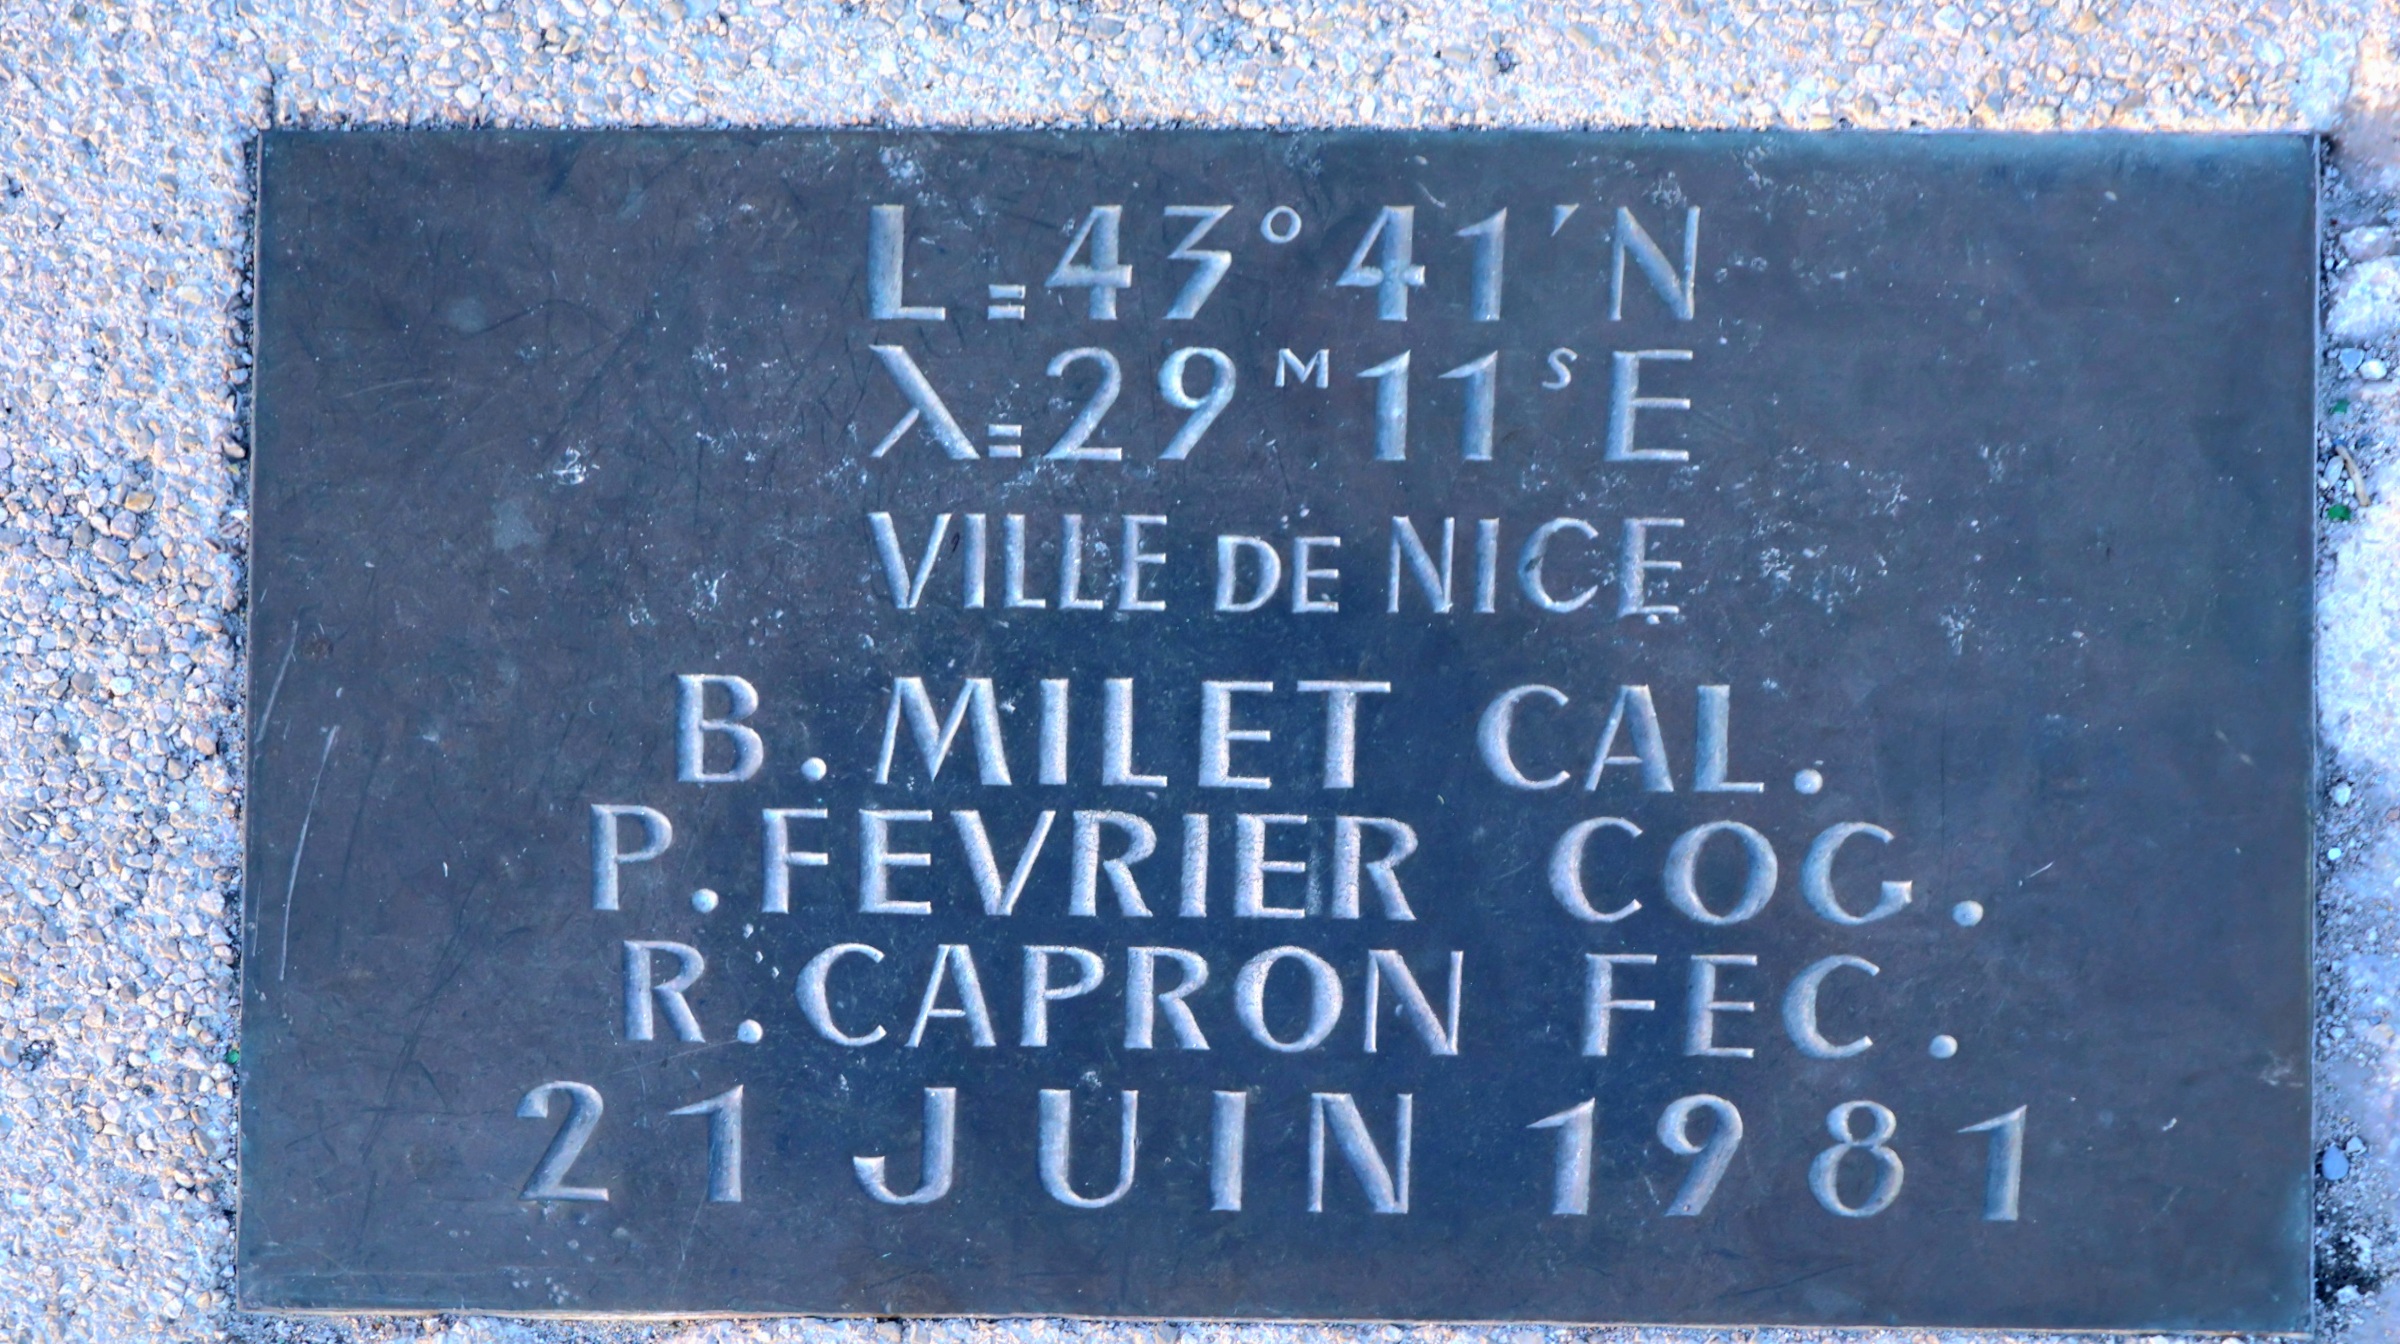 L=43°41'N
λ=29ᴹ11ˢE
VILLE DE NICE
B. MILET CAL.
P. FEVRIER COG.
R. CAPRON FEC.
21 JUIN 1981